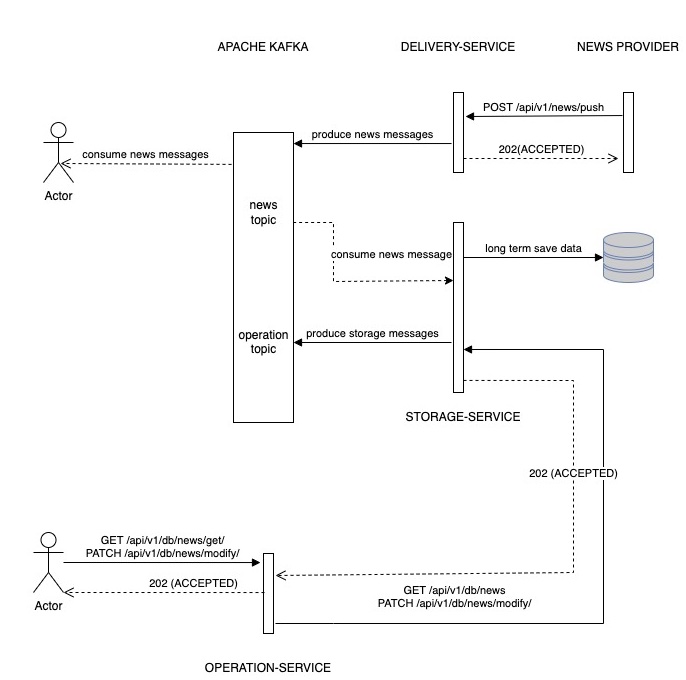 APACHE KAFKA
DELIVERY-SERVICE
NEWS PROVIDER
POST /api/v1/news/push
produce news messages
202(ACCEPTED)
consume news messages
Actor
news
topic
consume news message
long term save data
operation
topic
produce storage messages
STORAGE-SERVICE
202 (ACCEPTED)
GET /api/v1/db/news/get/
PATCH /api/v1/db/news/modify/
202 (ACCEPTED)
Actor
GET /api/v1/db/news
PATCH /api/v1/db/news/modify/
OPERATION-SERVICE